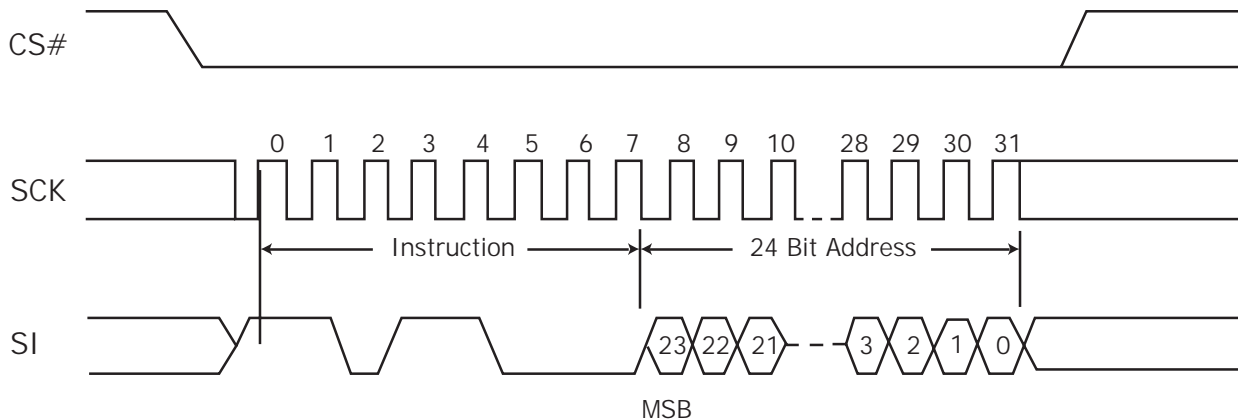 CS#
0 1 2 3 4 5 6 7 8 9 10 28 29 30 31
SCK
Instruction 24 Bit Address
SI
23 22 21 3 2 1 0
MSB